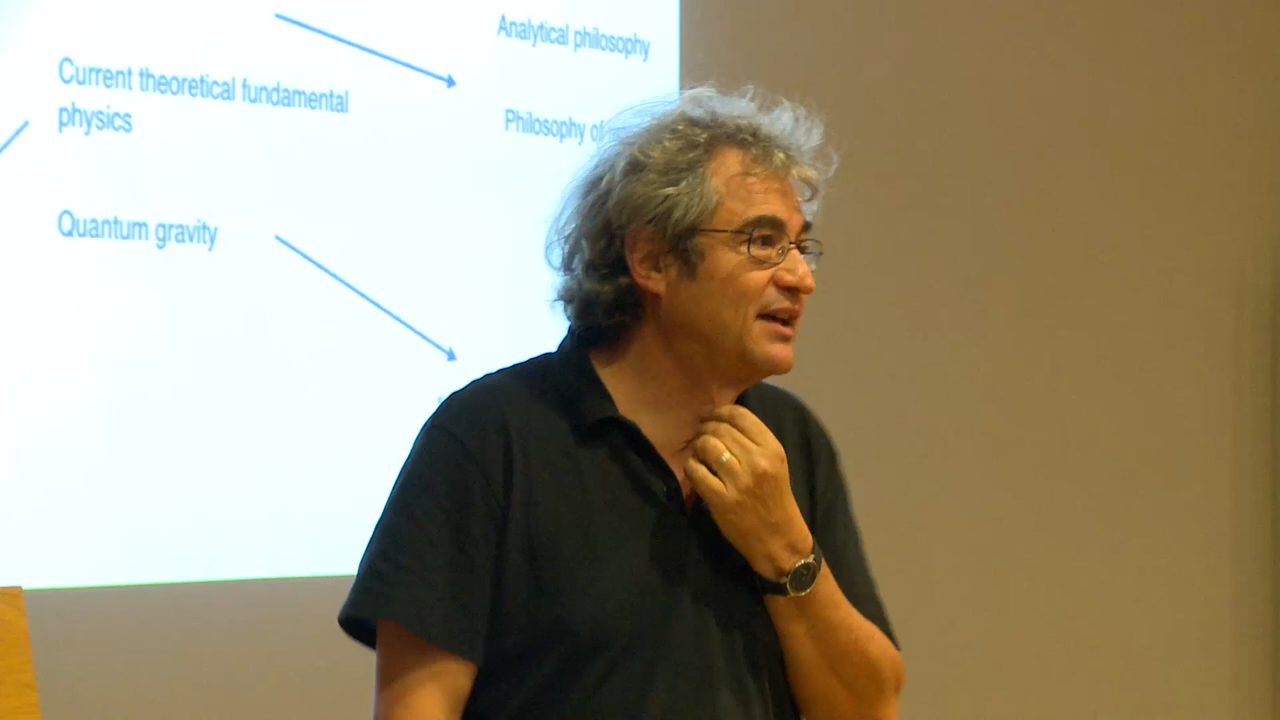 Analytical philosophy
Current theoretical fundamental
physics
Philosophy of
Quantum gravity